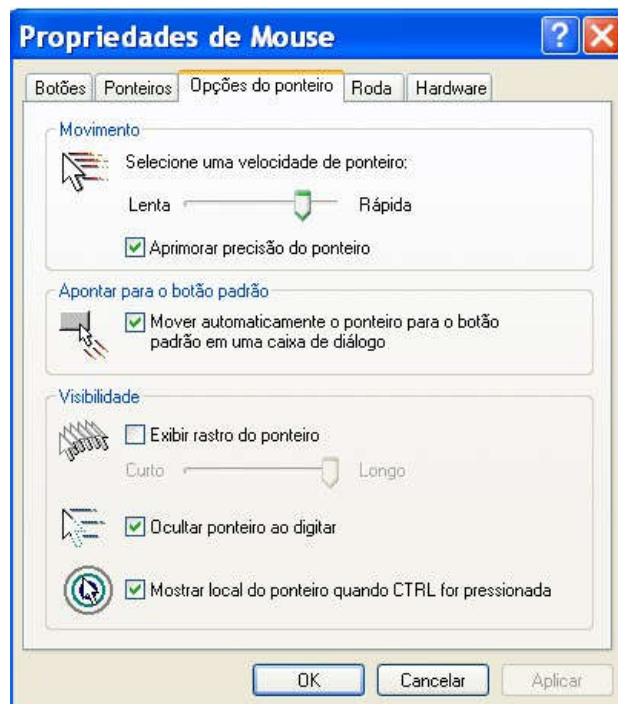 Propriedades de Mouse
Botões Ponteiros Opções do ponteiro Roda Hardware
Movimento
Selecione uma velocidade de ponteiro:
Lenta Rápida
Aprimorar precisão do ponteiro
Apontar para o botão padrão
Mover automaticamente o ponteiro para o botão
padrão em uma caixa de diálogo
Visibilidade
Exibir rastro do ponteiro
Curto Longo
Ocultar ponteiro ao digitar
Mostrar local do ponteiro quando CTRL for pressionada
OK Cancelar Aplicar